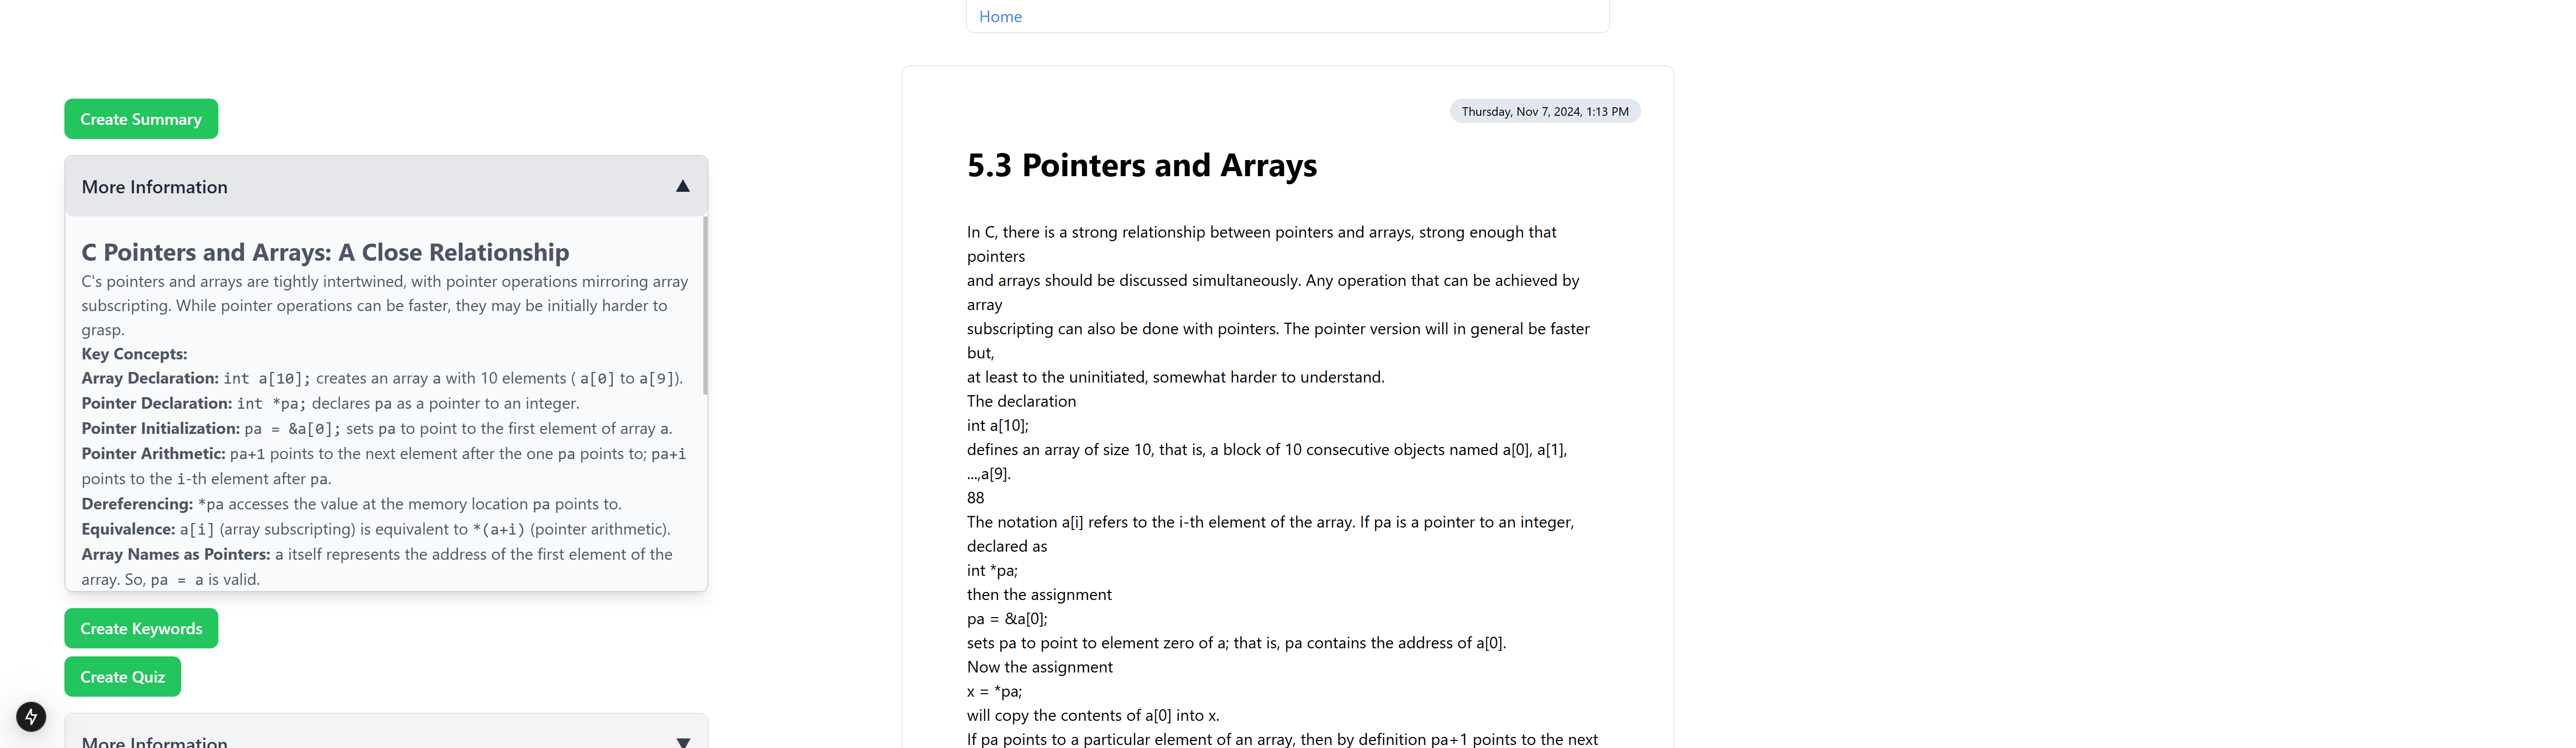 Home
Create Summary
More Information ▲
C Pointers and Arrays: A Close Relationship
C's pointers and arrays are tightly intertwined, with pointer operations mirroring array
subscripting. While pointer operations can be faster, they may be initially harder to
grasp.
Key Concepts:
Array Declaration: int a[10]; creates an array a with 10 elements ( a[0] to a[9]).
Pointer Declaration: int *pa; declares pa as a pointer to an integer.
Pointer Initialization: pa = &a[0]; sets pa to point to the first element of array a.
Pointer Arithmetic: pa+1 points to the next element after the one pa points to; pa+i
points to the i-th element after pa.
Dereferencing: *pa accesses the value at the memory location pa points to.
Equivalence: a[i] (array subscripting) is equivalent to *(a+i) (pointer arithmetic).
Array Names as Pointers: a itself represents the address of the first element of the
array. So, pa = a is valid.
Create Keywords
Create Quiz
More Information ▼
Thursday, Nov 7, 2024, 1:13 PM
5.3 Pointers and Arrays
In C, there is a strong relationship between pointers and arrays, strong enough that
pointers
and arrays should be discussed simultaneously. Any operation that can be achieved by
array
subscripting can also be done with pointers. The pointer version will in general be faster
but,
at least to the uninitiated, somewhat harder to understand.
The declaration
int a[10];
defines an array of size 10, that is, a block of 10 consecutive objects named a[0], a[1],
...,a[9].
88
The notation a[i] refers to the i-th element of the array. If pa is a pointer to an integer,
declared as
int *pa;
then the assignment
pa = &a[0];
sets pa to point to element zero of a; that is, pa contains the address of a[0].
Now the assignment
x = *pa;
will copy the contents of a[0] into x.
If pa points to a particular element of an array, then by definition pa+1 points to the next